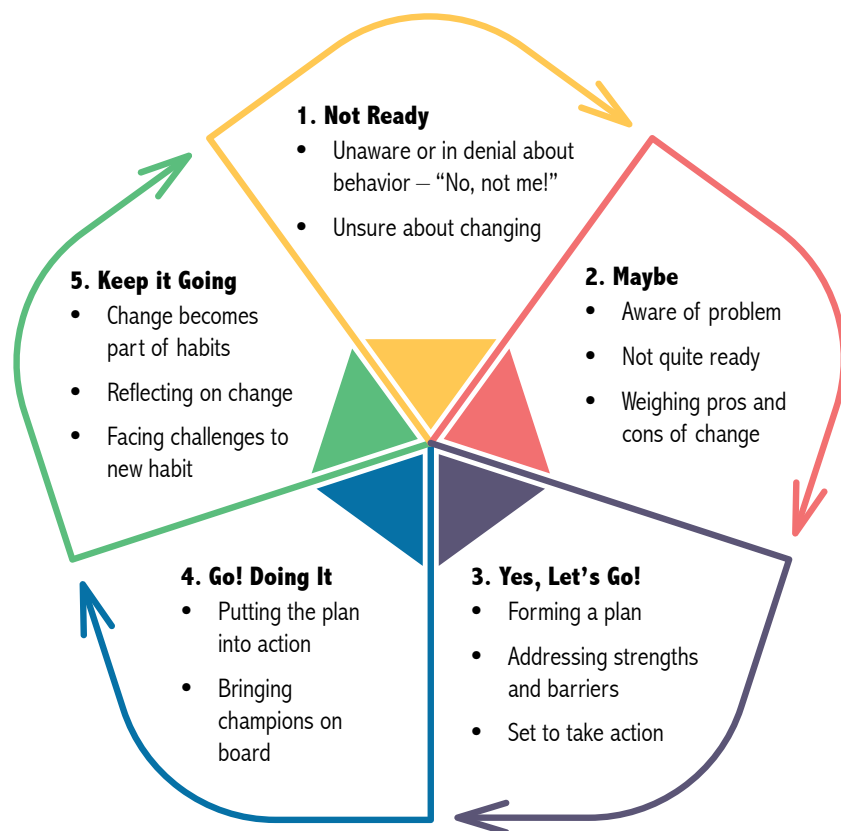 1. Not Ready
• Unaware or in denial about
behavior – “No, not me!”
• Unsure about changing
2. Maybe
• Aware of problem
• Not quite ready
• Weighing pros and
cons of change
3. Yes, Let’s Go!
• Forming a plan
• Addressing strengths
and barriers
• Set to take action
4. Go! Doing It
• Putting the plan
into action
• Bringing
champions on
board
5. Keep it Going
• Change becomes
part of habits
• Reflecting on change
• Facing challenges to
new habit